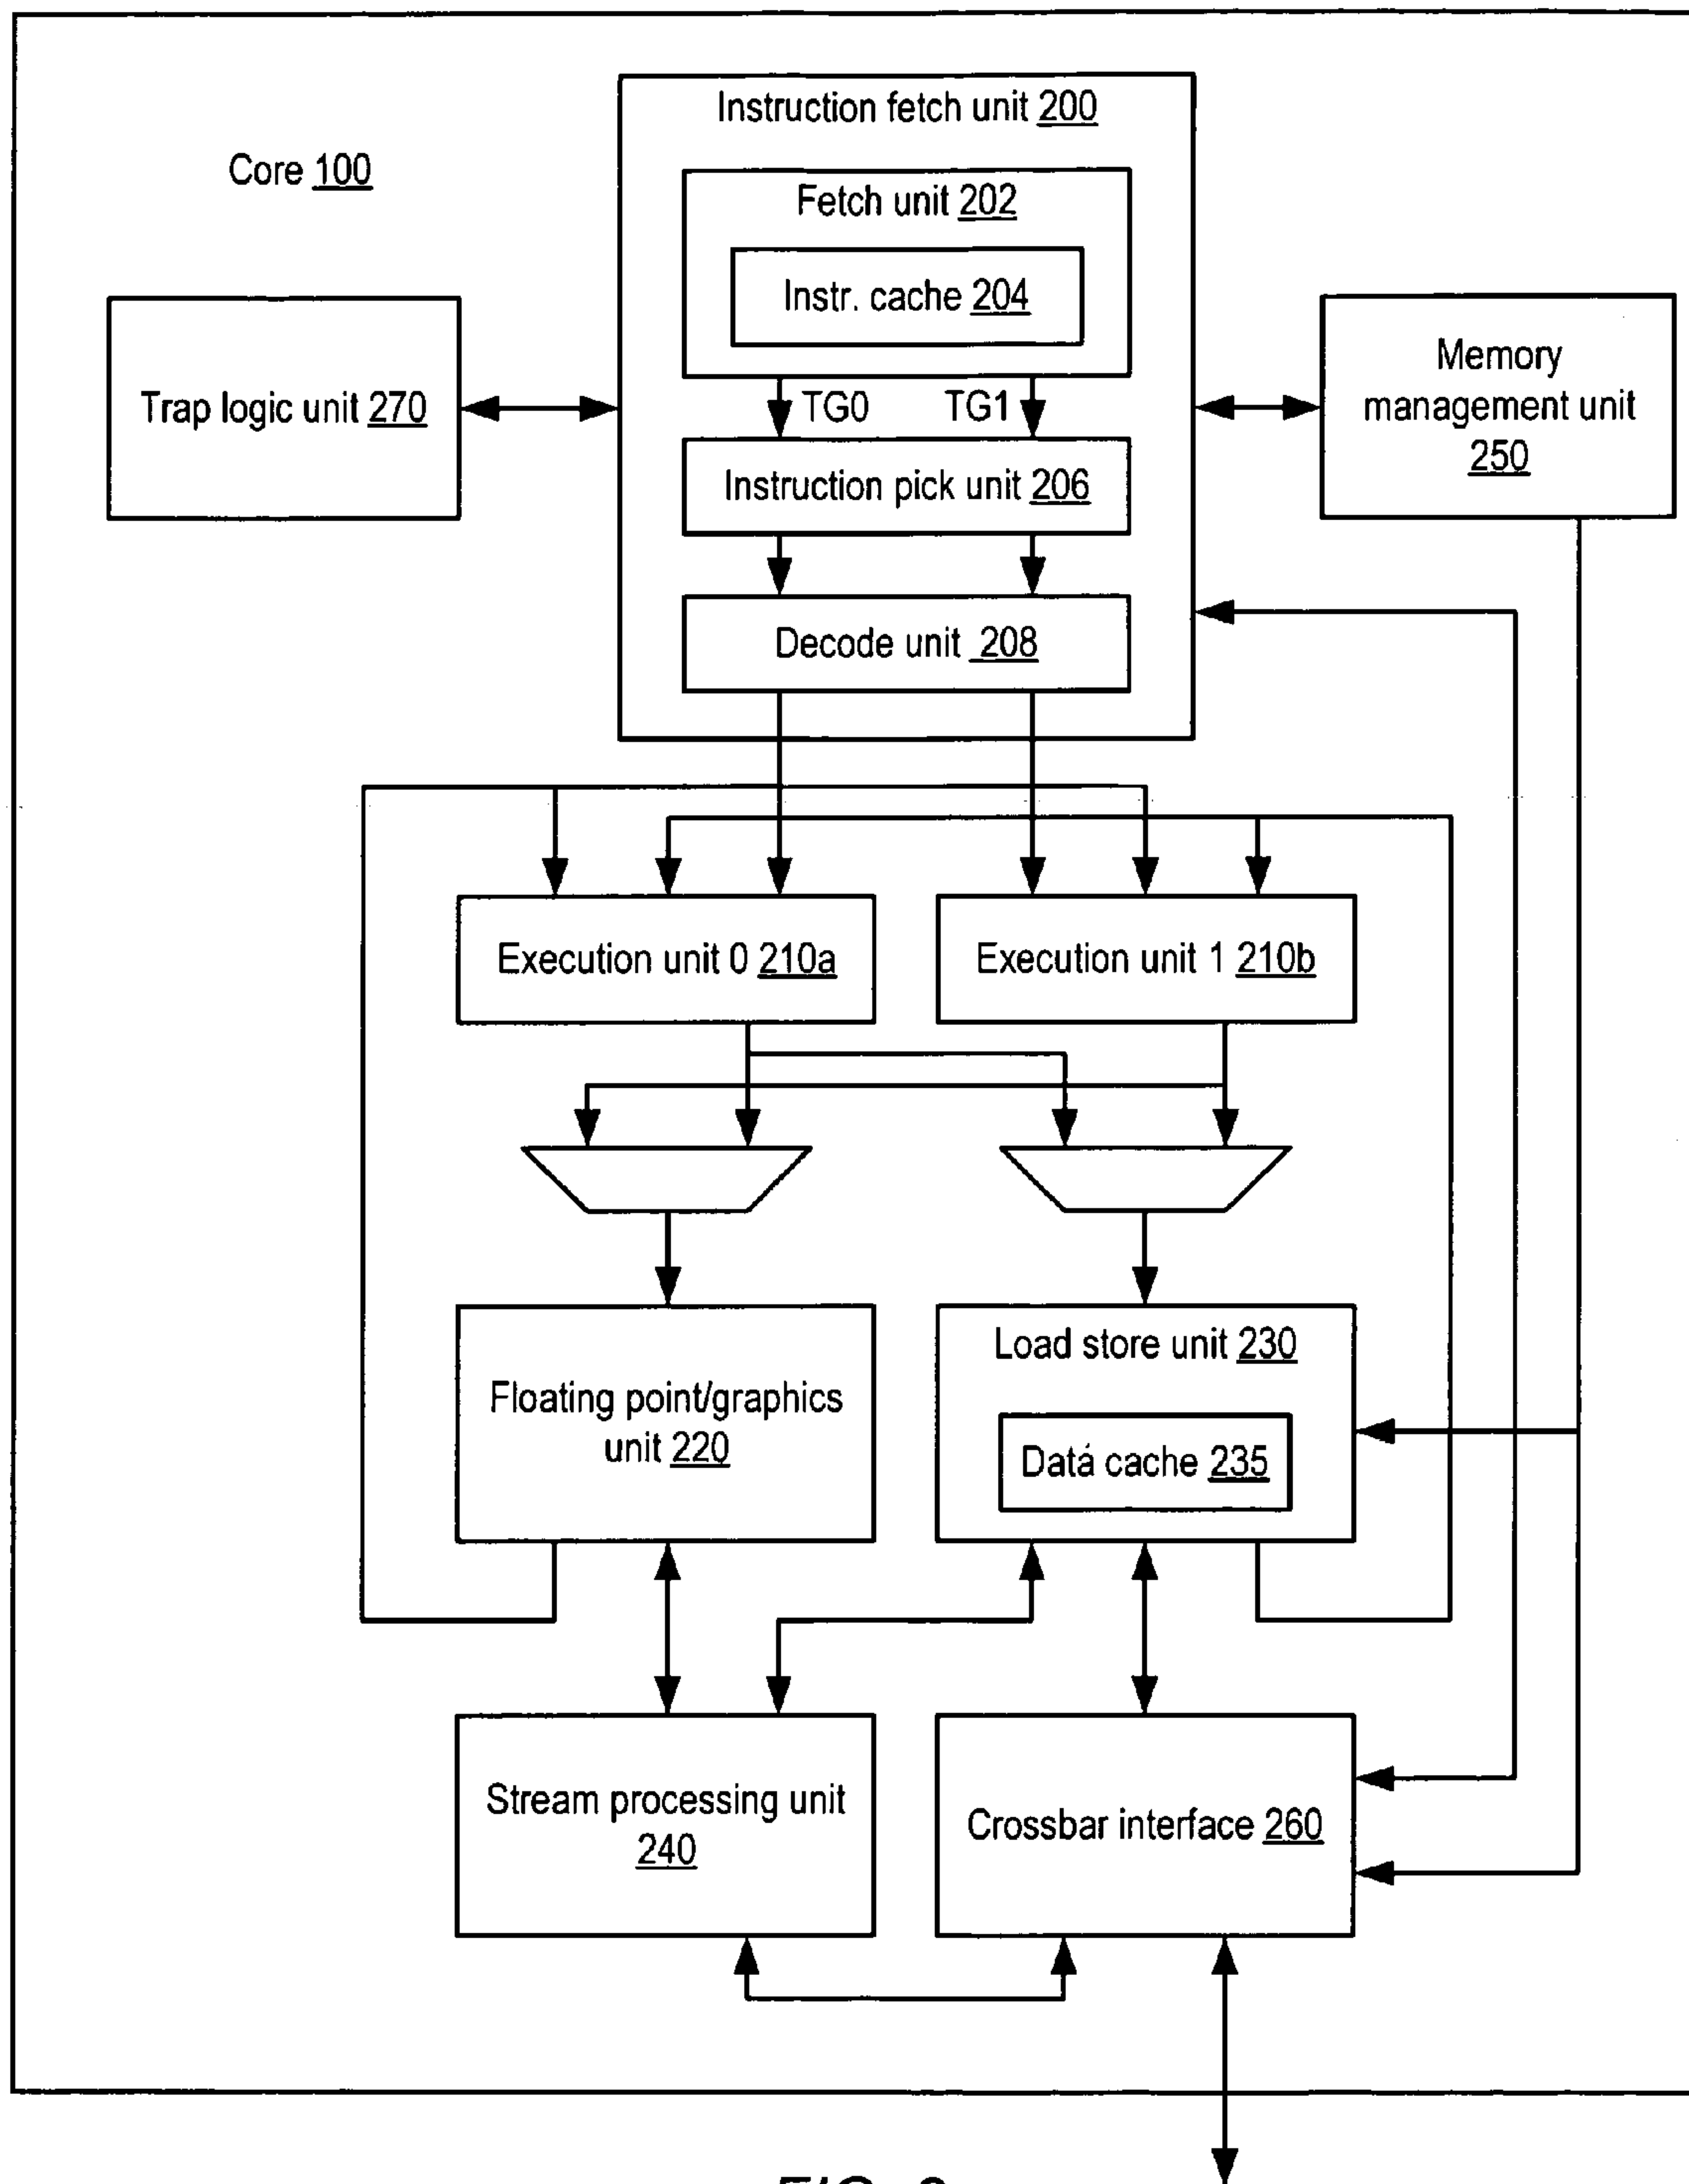 Instruction fetch unit 200
Core 100
Fetch unit 202
Instr. cache 204
Trap logic unit 270
Memory
management unit
250
TG0
TG1
Instruction pick unit 206
Decode unit 208
Execution unit 0 210a
Execution unit 1 210b
Load store unit 230
Floating point/graphics
unit 220
Data cache 235
Stream processing unit
240
Crossbar interface 260